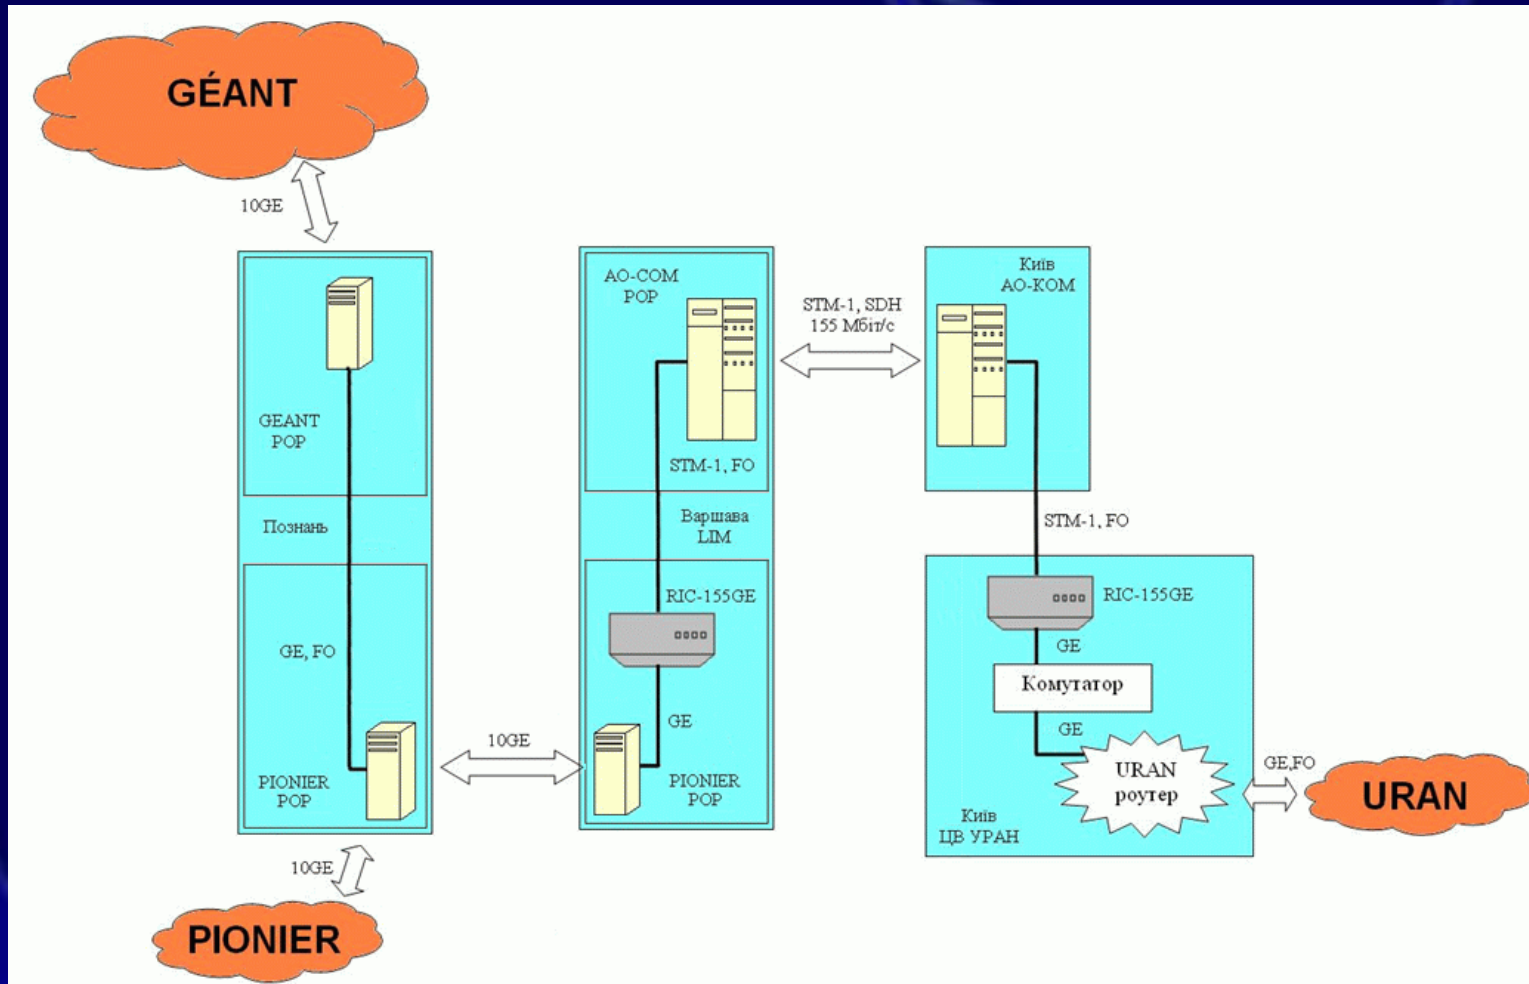 GÉANT
10GE
GEANT
POP
Познань
GE, FO
PIONIER
POP
10GE
PIONIER
10GE
AO-COM
POP
STM-1, FO
Варшава
LIM
RIC-155GE
GE
PIONIER
POP
STM-1, SDH
155 Мбіт/с
Київ
АО-КОМ
STM-1, FO
RIC-155GE
GE
Комутатор
GE
URAN
роутер
Київ
ЦВ УРАН
GE,FO
URAN